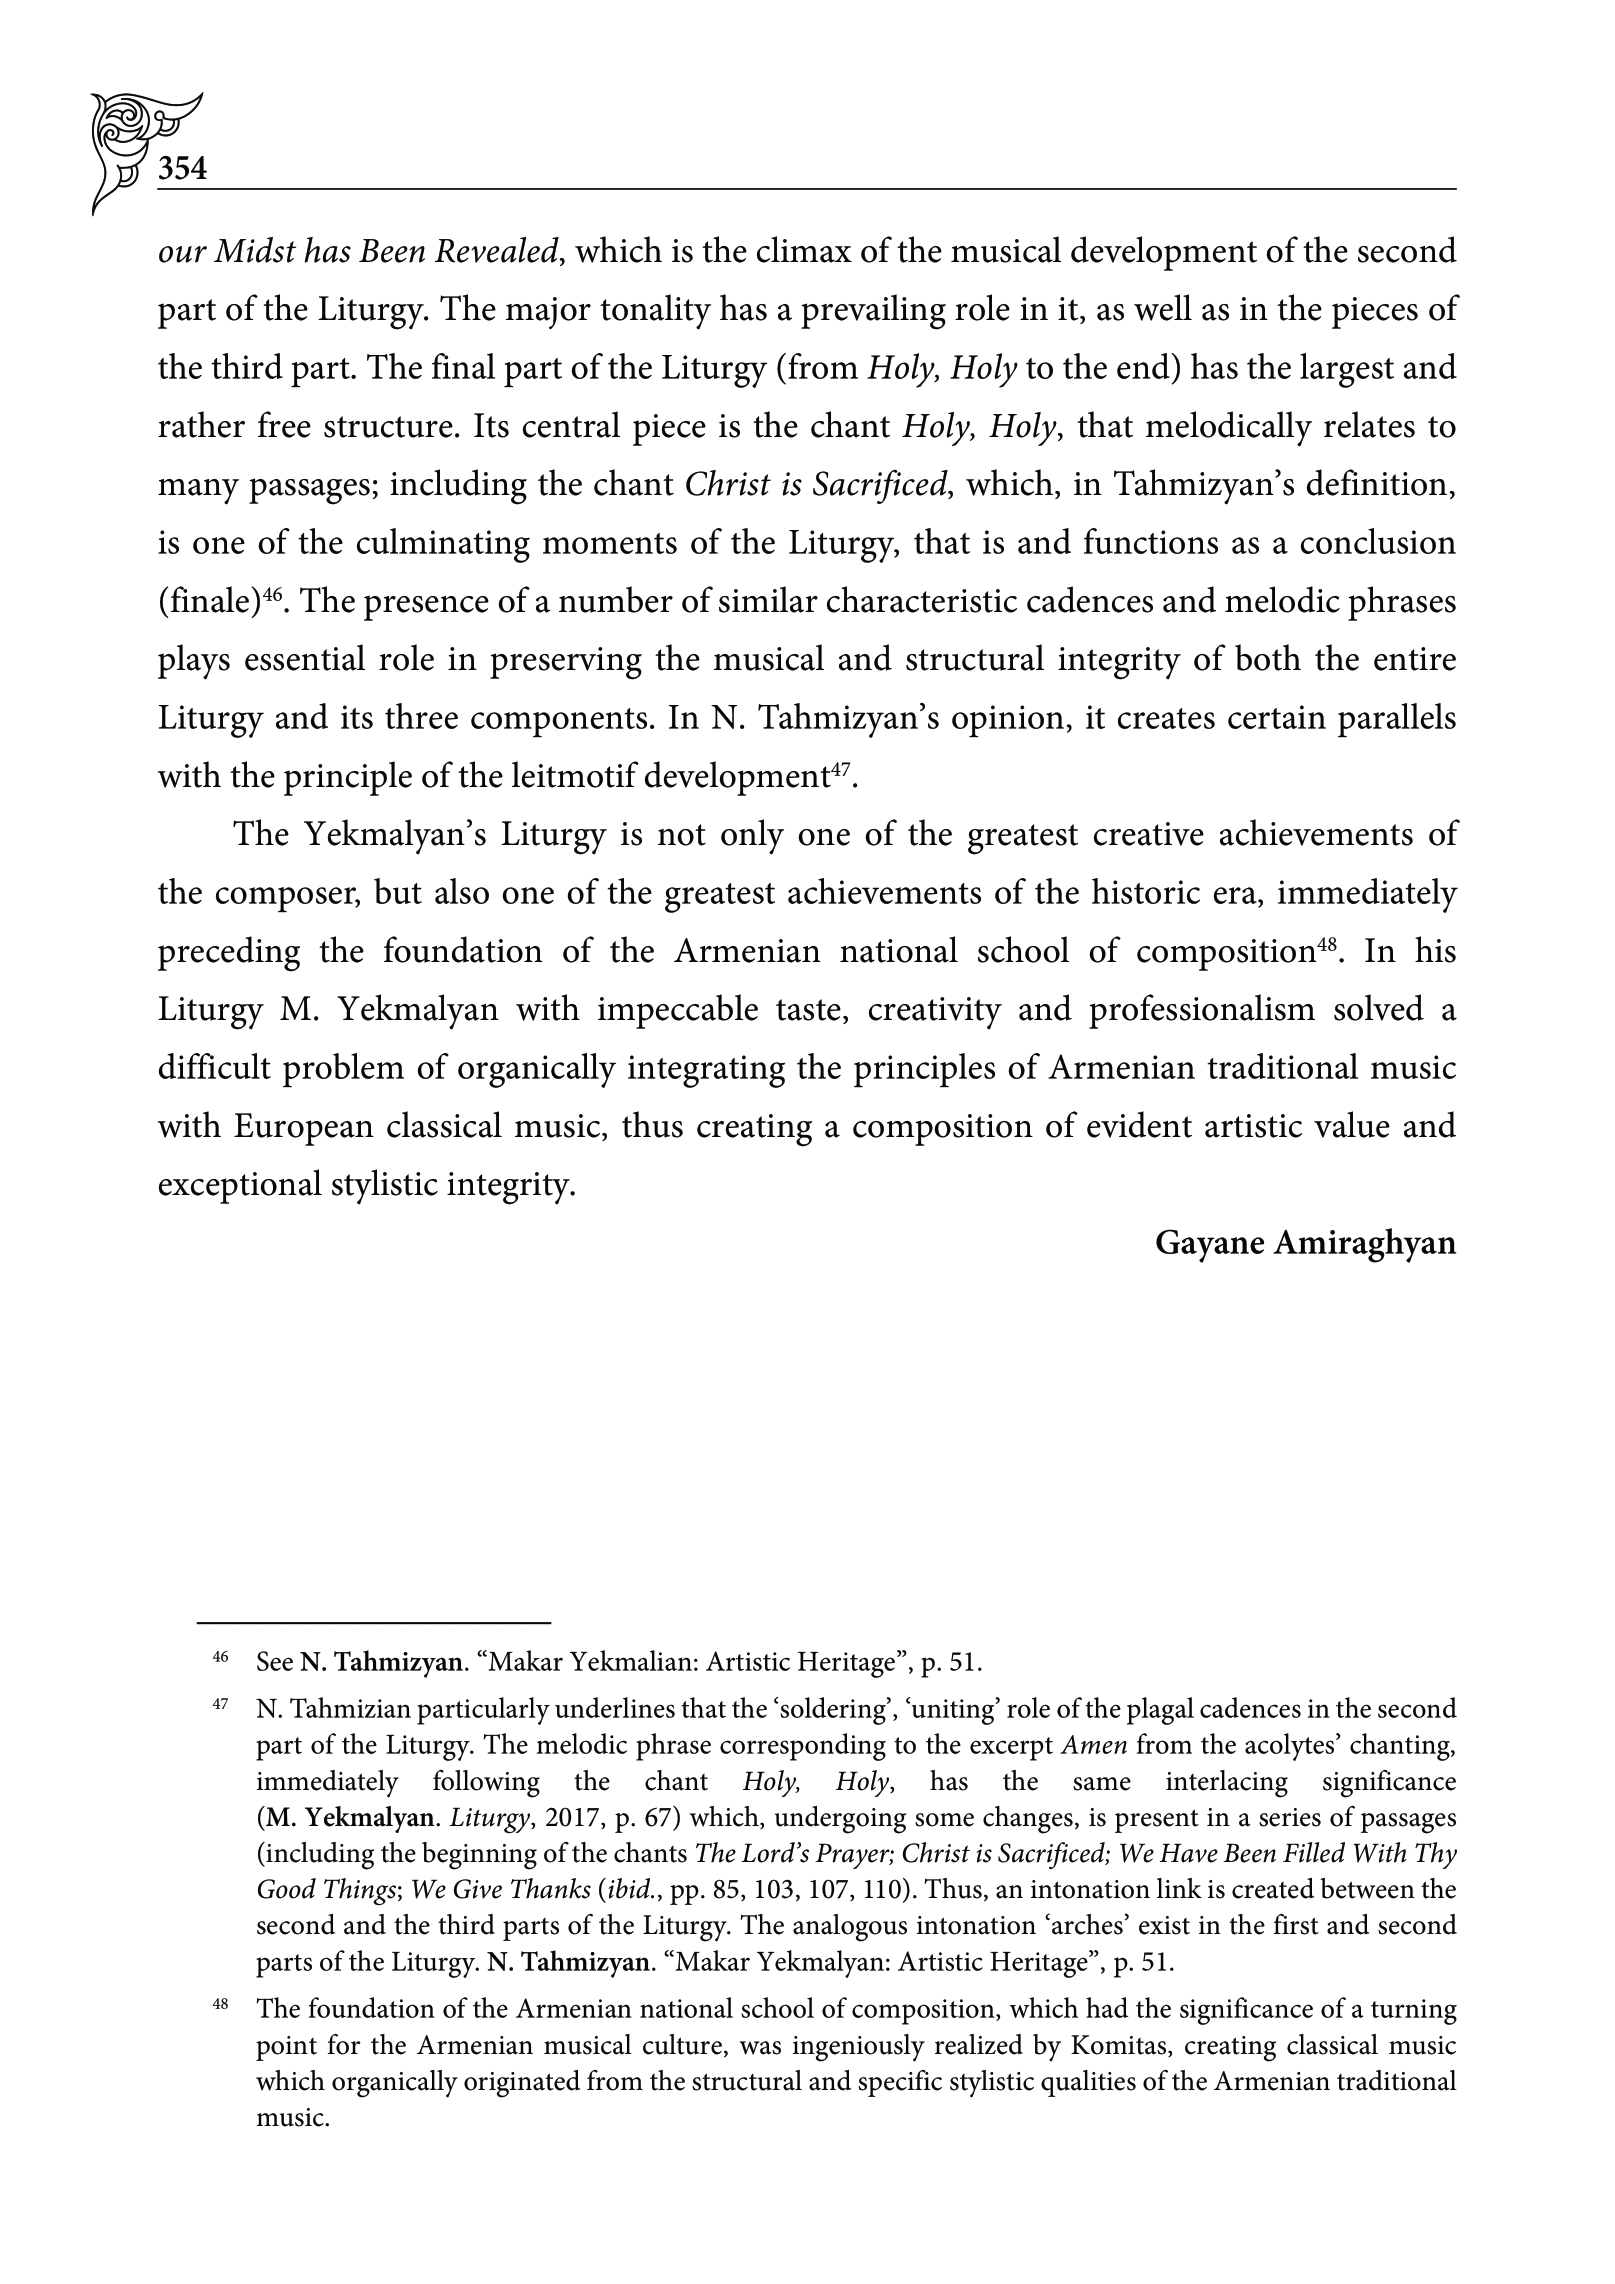 354
our Midst has Been Revealed, which is the climax of the musical development of the second
part of the Liturgy. The major tonality has a prevailing role in it, as well as in the pieces of
the third part. The final part of the Liturgy (from Holy, Holy to the end) has the largest and
rather free structure. Its central piece is the chant Holy, Holy, that melodically relates to
many passages; including the chant Christ is Sacrificed, which, in Tahmizyan’s definition,
is one of the culminating moments of the Liturgy, that is and functions as a conclusion
(finale)⁴⁶. The presence of a number of similar characteristic cadences and melodic phrases
plays essential role in preserving the musical and structural integrity of both the entire
Liturgy and its three components. In N. Tahmizyan’s opinion, it creates certain parallels
with the principle of the leitmotif development⁴⁷.
The Yekmalyan’s Liturgy is not only one of the greatest creative achievements of
the composer, but also one of the greatest achievements of the historic era, immediately
preceding the foundation of the Armenian national school of composition⁴⁸. In his
Liturgy M. Yekmalyan with impeccable taste, creativity and professionalism solved a
difficult problem of organically integrating the principles of Armenian traditional music
with European classical music, thus creating a composition of evident artistic value and
exceptional stylistic integrity.
Gayane Amiraghyan
⁴⁶ See N. Tahmizyan. “Makar Yekmalian: Artistic Heritage”, p. 51.
⁴⁷ N. Tahmizian particularly underlines that the ‘soldering’, ‘uniting’ role of the plagal cadences in the second
part of the Liturgy. The melodic phrase corresponding to the excerpt Amen from the acolytes’ chanting,
immediately following the chant Holy, Holy, has the same interlacing significance
(M. Yekmalyan. Liturgy, 2017, p. 67) which, undergoing some changes, is present in a series of passages
(including the beginning of the chants The Lord’s Prayer; Christ is Sacrificed; We Have Been Filled With Thy
Good Things; We Give Thanks (ibid., pp. 85, 103, 107, 110). Thus, an intonation link is created between the
second and the third parts of the Liturgy. The analogous intonation ‘arches’ exist in the first and second
parts of the Liturgy. N. Tahmizyan. “Makar Yekmalyan: Artistic Heritage”, p. 51.
⁴⁸ The foundation of the Armenian national school of composition, which had the significance of a turning
point for the Armenian musical culture, was ingeniously realized by Komitas, creating classical music
which organically originated from the structural and specific stylistic qualities of the Armenian traditional
music.